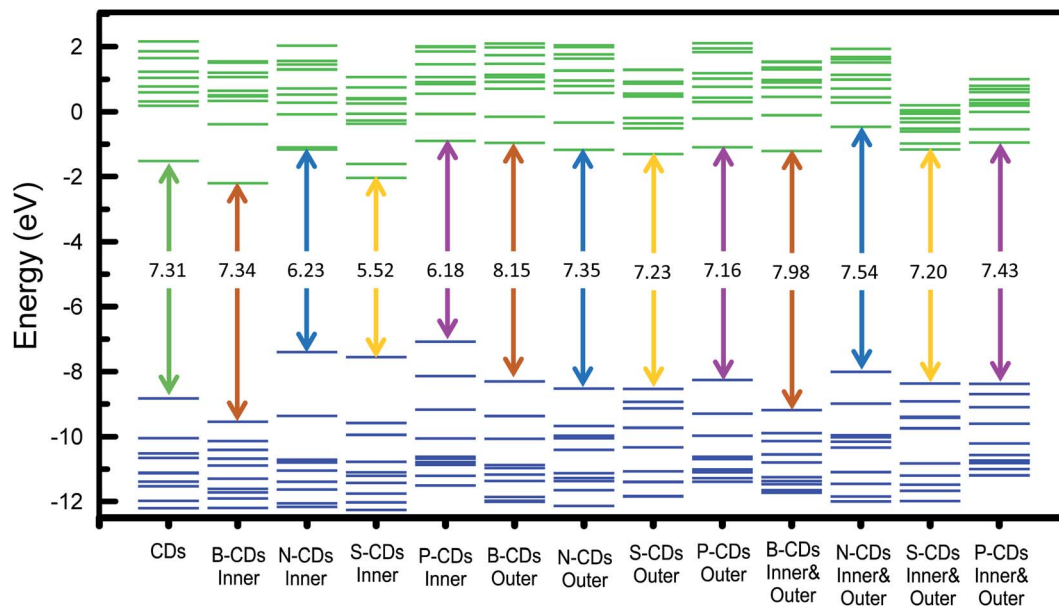 Energy (eV)
2
0
-2
-4
-6
-8
-10
-12
7.31
7.34
6.23
5.52
6.18
8.15
7.35
7.23
7.16
7.98
7.54
7.20
7.43
CDs
B-CDs
Inner
N-CDs
Inner
S-CDs
Inner
P-CDs
Inner
B-CDs
Outer
N-CDs
Outer
S-CDs
Outer
P-CDs
Outer
B-CDs
Inner&
Outer
N-CDs
Inner&
Outer
S-CDs
Inner&
Outer
P-CDs
Inner&
Outer